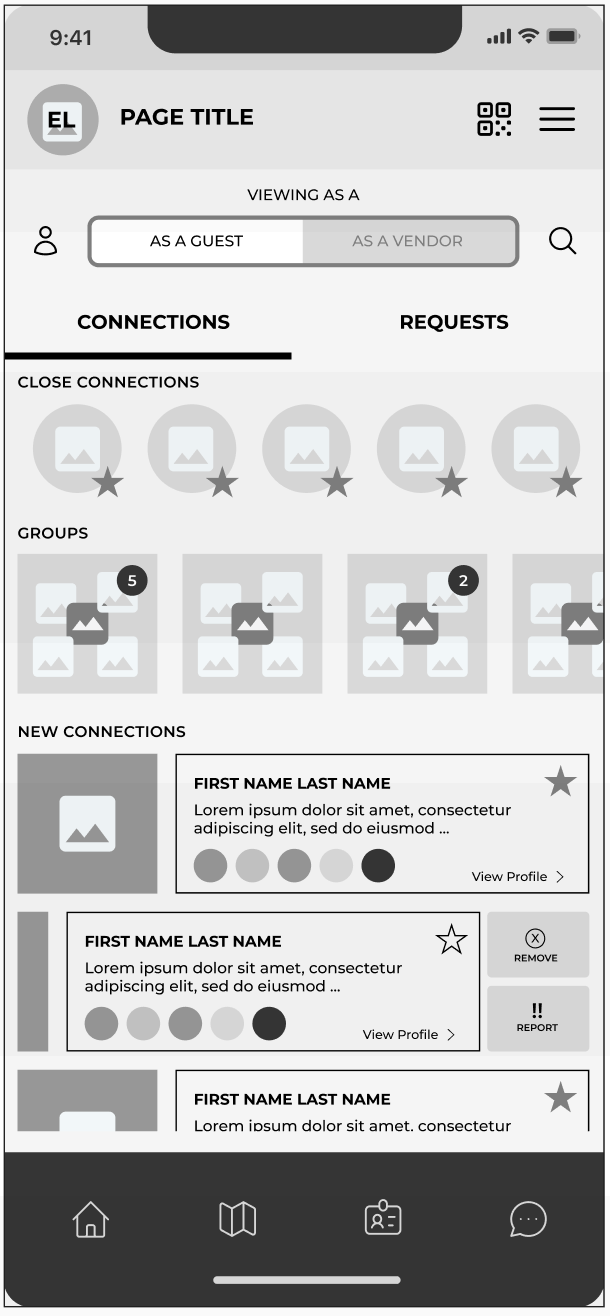 9:41
EL
PAGE TITLE
VIEWING AS A
AS A GUEST
AS A VENDOR
CONNECTIONS
REQUESTS
CLOSE CONNECTIONS
GROUPS
5
2
NEW CONNECTIONS
FIRST NAME LAST NAME
Lorem ipsum dolor sit amet, consectetur
adipiscing elit, sed do eiusmod ...
View Profile
FIRST NAME LAST NAME
Lorem ipsum dolor sit amet, consectetur
adipiscing elit, sed do eiusmod ...
View Profile
X
REMOVE
!!
REPORT
FIRST NAME LAST NAME
Lorem ipsum dolor sit amet, consectetur